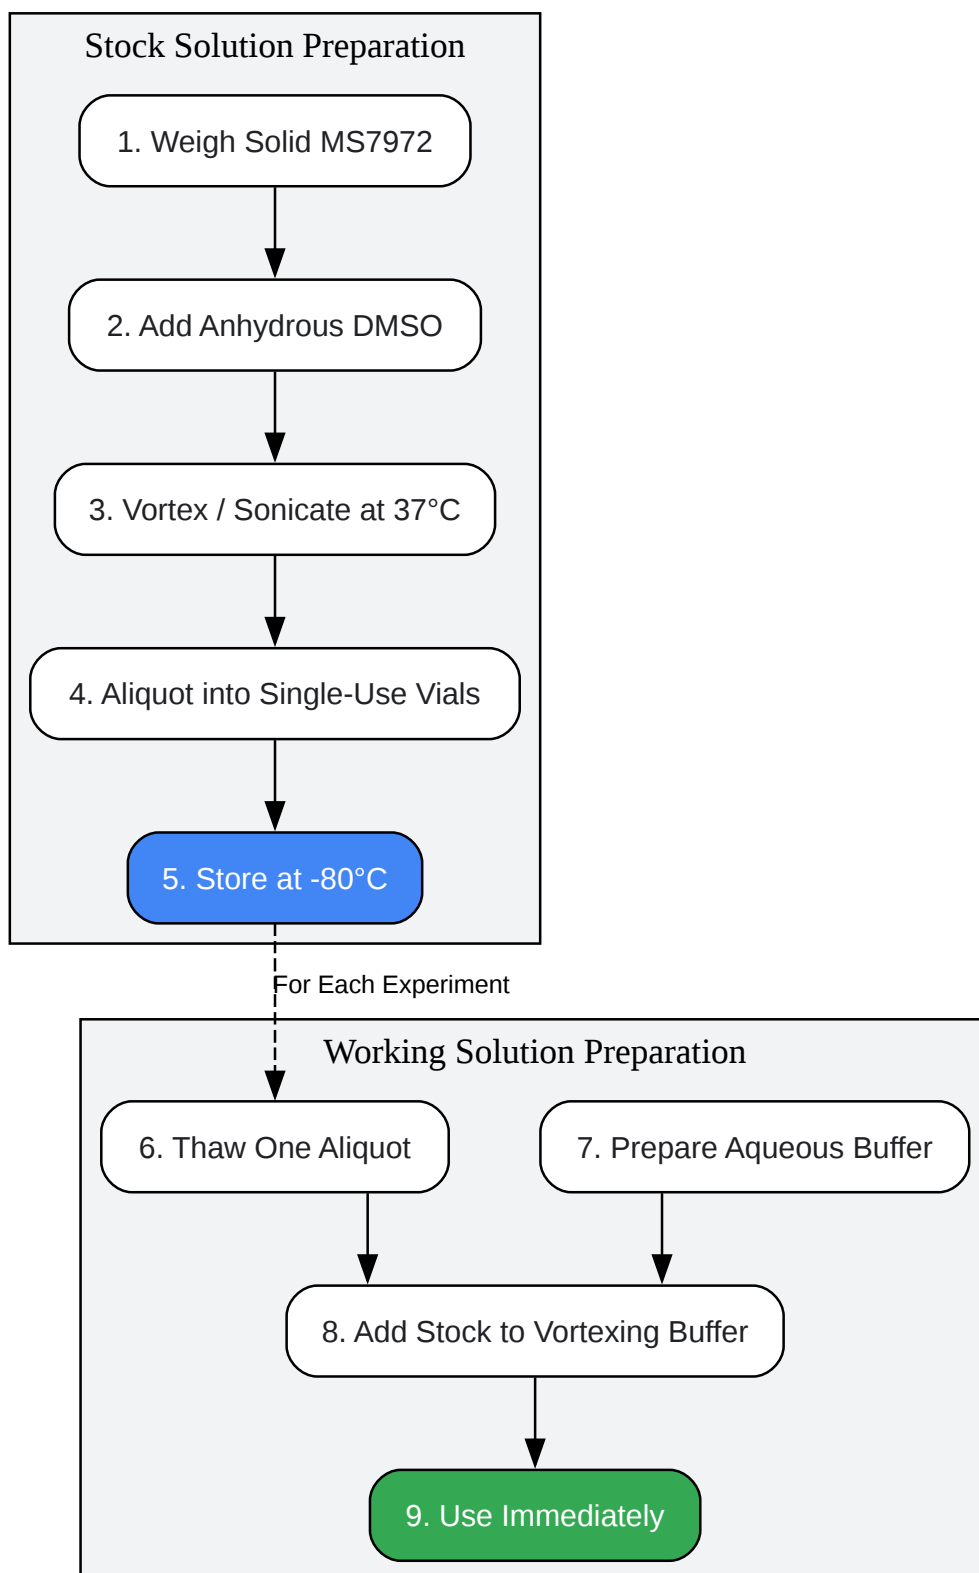 Stock Solution Preparation
1. Weigh Solid MS7972
2. Add Anhydrous DMSO
3. Vortex / Sonicate at 37°C
4. Aliquot into Single-Use Vials
5. Store at -80°C
For Each Experiment
Working Solution Preparation
6. Thaw One Aliquot
7. Prepare Aqueous Buffer
8. Add Stock to Vortexing Buffer
9. Use Immediately